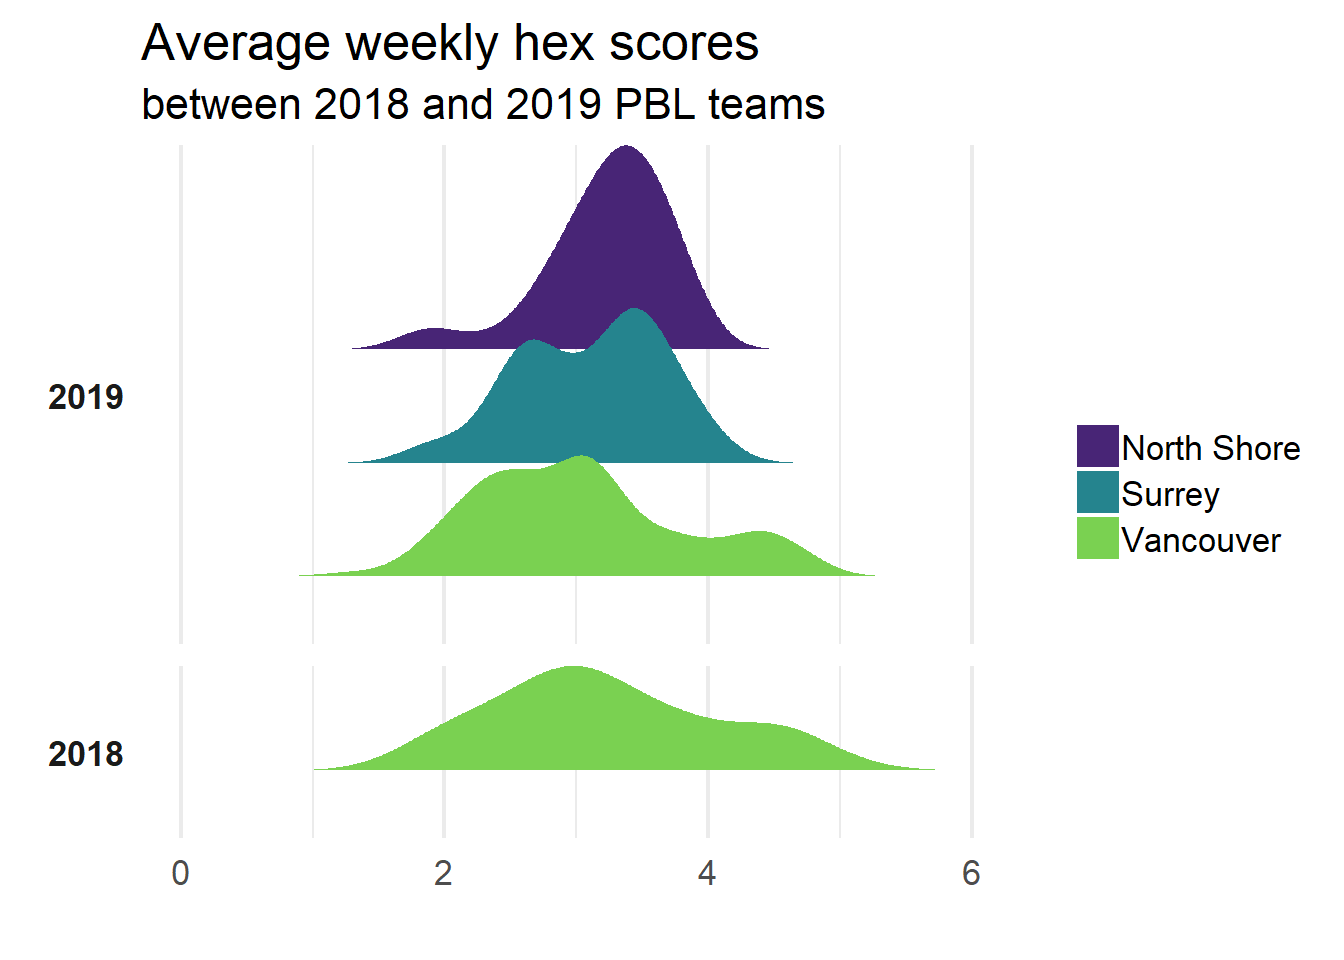 Average weekly hex scores
between 2018 and 2019 PBL teams
2019
North Shore
Surrey
Vancouver
2018
0 2 4 6